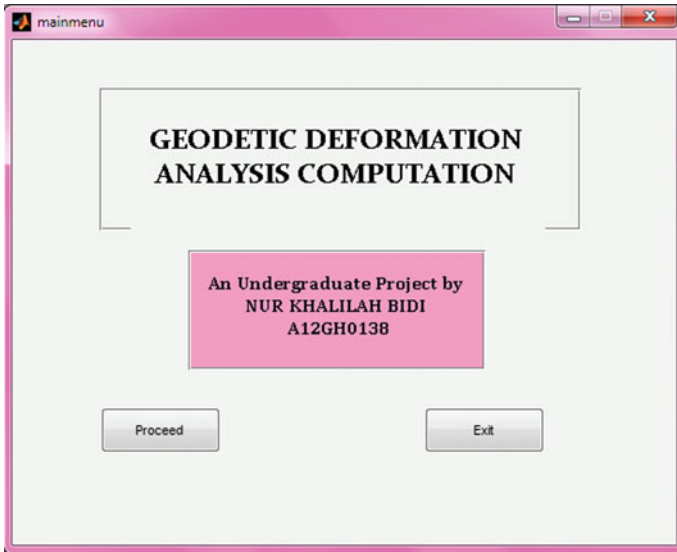 mainmenu
GEODETIC DEFORMATION
ANALYSIS COMPUTATION
An Undergraduate Project by
NUR KHALILAH BIDI
A12GH0138
Proceed
Exit